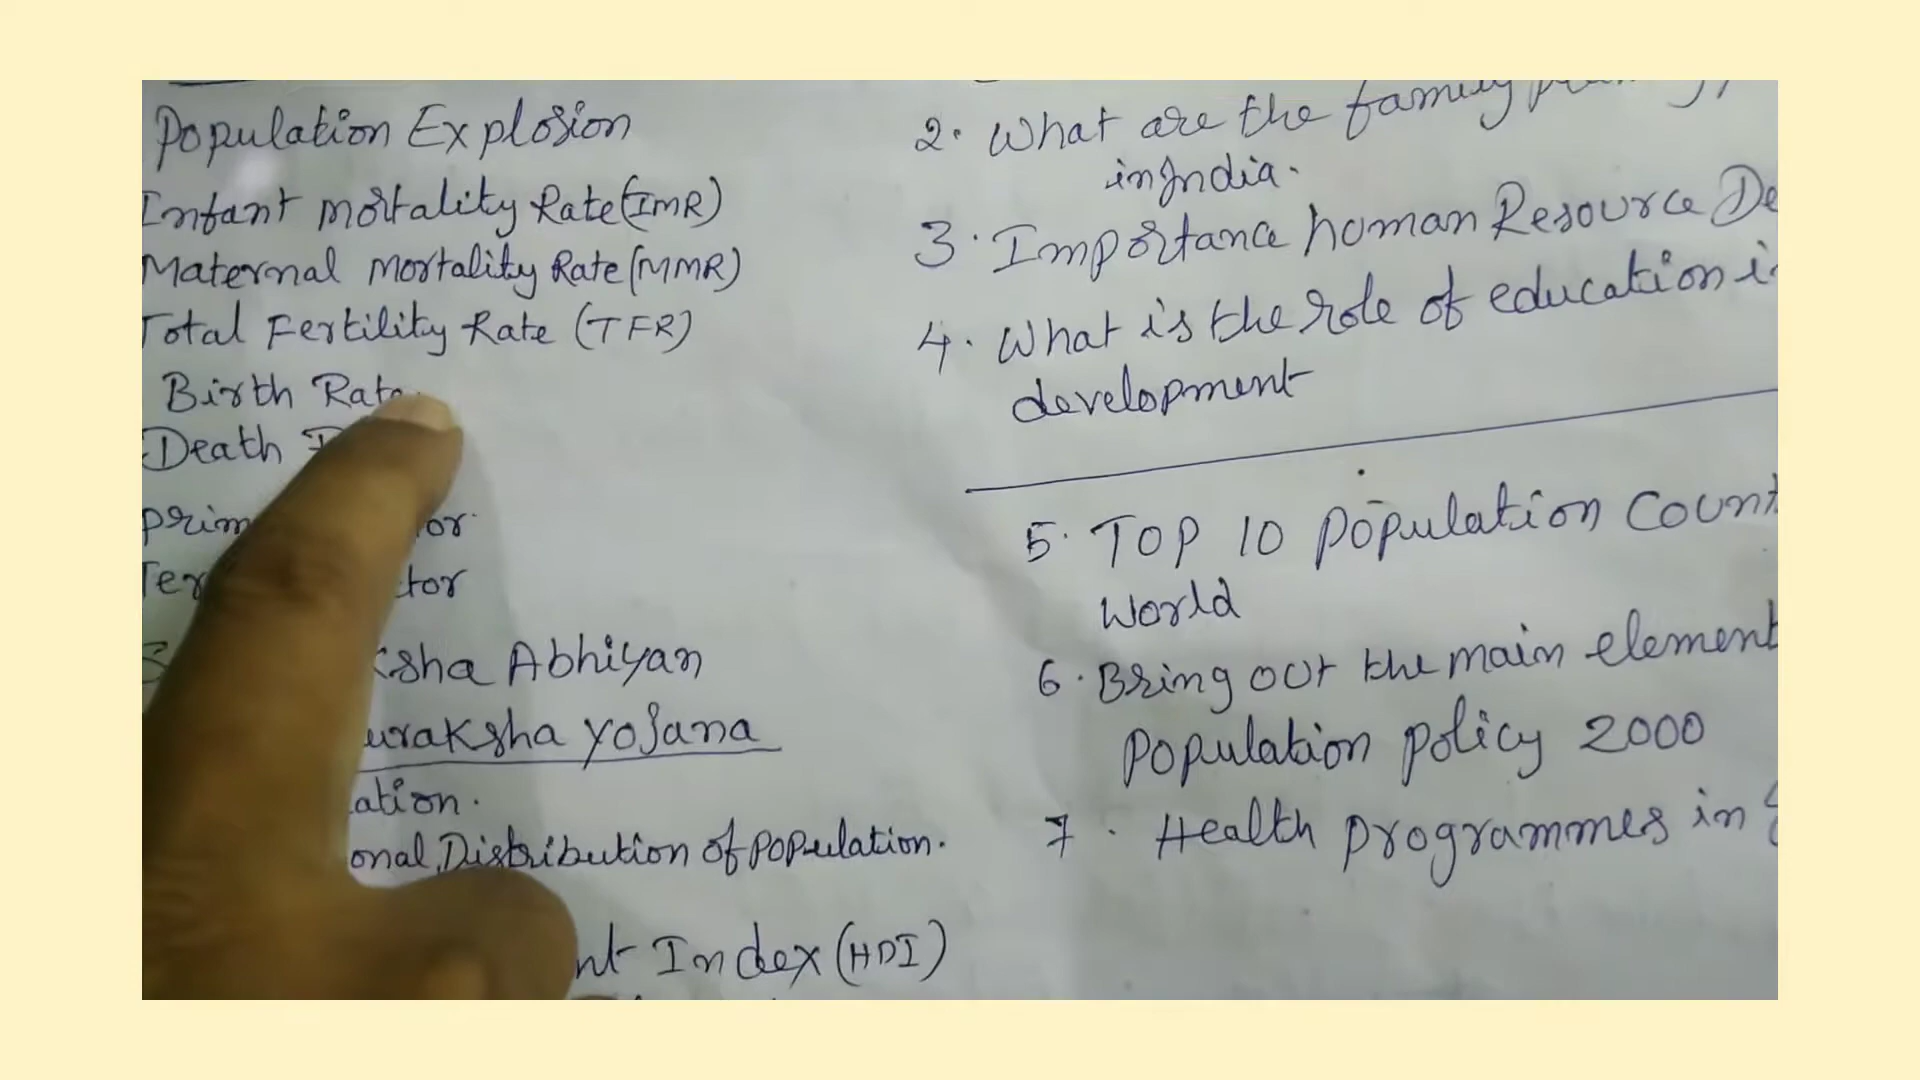 Population Explosion
Infant mortality Rate (IMR)
Maternal mortality Rate (MMR)
Total Fertility Rate (TFR)
Birth Rate
Death
Abhiyan
Yojana
Distribution of Population.
Index (HDI)
2. What are the family
in India.
3. Importance human Resource
4. What is the role of education
development
5. TOP 10 Population
World
6. Bring out the main element
Population policy 2000
7. Health programmes in